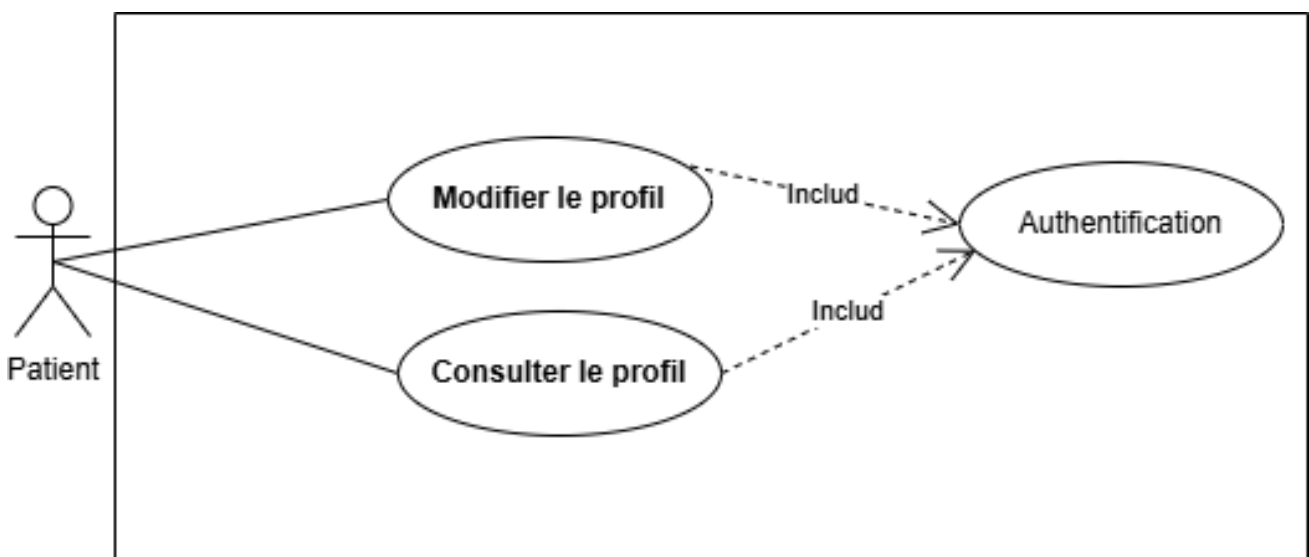 Modifier le profil
Includ
Authentification
Includ
Patient
Consulter le profil